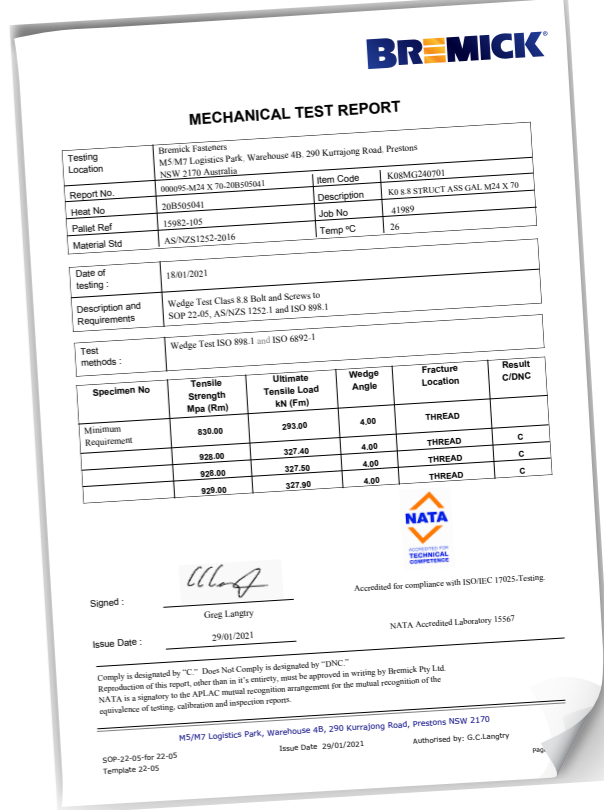 BREMICK®
MECHANICAL TEST REPORT
Testing Location
Bremick Fasteners
M5/M7 Logistics Park. Warehouse 4B. 290 Kurrajong Road. Prestons
NSW 2170 Australia
Report No. 000095-M24 X 70-20B505041 Item Code K08MG240701
Heat No 20B505041 Description K0 8.8 STRUCT ASS GAL M24 X 70
Pallet Ref 15982-105 Job No 41989
Material Std AS/NZS1252-2016 Temp ºC 26
Date of testing : 18/01/2021
Description and Requirements
Wedge Test Class 8.8 Bolt and Screws to
SOP 22-05, AS/NZS 1252.1 and ISO 898.1
Test methods : Wedge Test ISO 898.1 and ISO 6892-1
Specimen No Tensile Strength Mpa (Rm) Ultimate Tensile Load kN (Fm) Wedge Angle Fracture Location Result C/DNC
Minimum Requirement 830.00 293.00 4.00 THREAD
928.00 327.40 4.00 THREAD C
928.00 327.50 4.00 THREAD C
929.00 327.90 4.00 THREAD C
NATA
ACCREDITED FOR
TECHNICAL
COMPETENCE
Signed :
Greg Langtry
Accredited for compliance with ISO/IEC 17025-Testing.
Issue Date : 29/01/2021
NATA Accredited Laboratory 15567
Comply is designated by "C." Does Not Comply is designated by "DNC."
Reproduction of this report, other than in it's entirety, must be approved in writing by Bremick Pty Ltd.
NATA is a signatory to the APLAC mutual recognition arrangement for the mutual recognition of the
equivalence of testing, calibration and inspection reports.
M5/M7 Logistics Park, Warehouse 4B, 290 Kurrajong Road, Prestons NSW 2170
SOP-22-05-for 22-05 Issue Date 29/01/2021 Authorised by: G.C.Langtry
Template 22-05